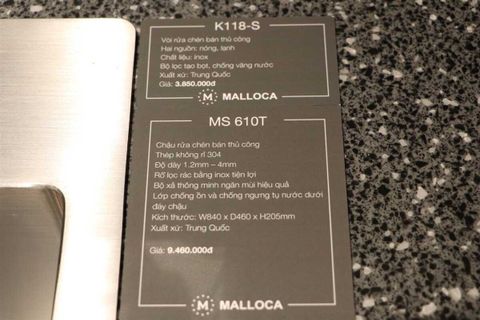 K118-S
Vòi rửa chén bán thủ công
Hai nguồn: nóng, lạnh
Chất liệu: inox
Bộ lọc tạo bọt, chống văng nước
Xuất xứ: Trung Quốc
Giá: 3.850.000đ
M MALLOCA
MS 610T
Chậu rửa chén bán thủ công
Thép không rỉ 304
Độ dày 1.2mm – 4mm
Rổ lọc rác bằng inox tiện lợi
Bộ xả thông minh ngăn mùi hiệu quả
Lớp chống ồn và chống ngưng tụ nước dưới
đáy chậu
Kích thước: W840 x D460 x H205mm
Xuất xứ: Trung Quốc
Giá: 9.460.000đ
M MALLOCA